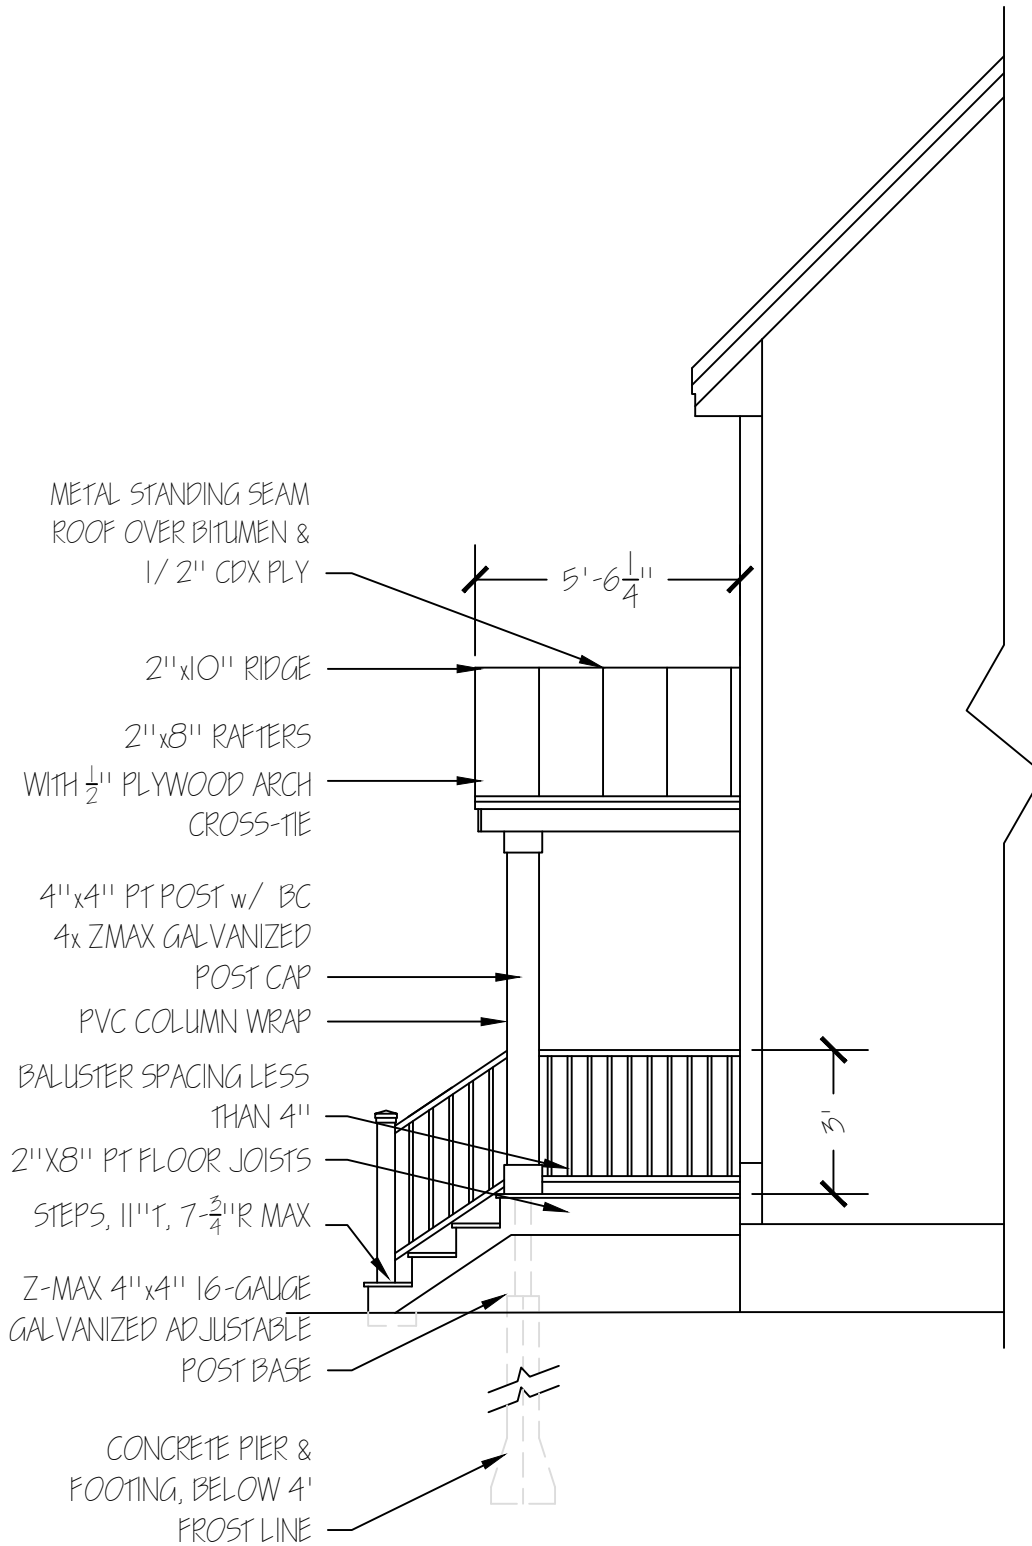 METAL STANDING SEAM
ROOF OVER BITUMEN &
1/2" CDX PLY
5'-6 1/4"
2"x10" RIDGE
2"x8" RAFTERS
WITH 1/2" PLYWOOD ARCH
CROSS-TIE
4"x4" PT POST w/ BC
4x ZMAX GALVANIZED
POST CAP
PVC COLUMN WRAP
BALUSTER SPACING LESS
THAN 4"
3'
2"X8" PT FLOOR JOISTS
STEPS, 11"T, 7-3/4"R MAX
Z-MAX 4"x4" 16-GAUGE
GALVANIZED ADJUSTABLE
POST BASE
CONCRETE PIER &
FOOTING, BELOW 4'
FROST LINE